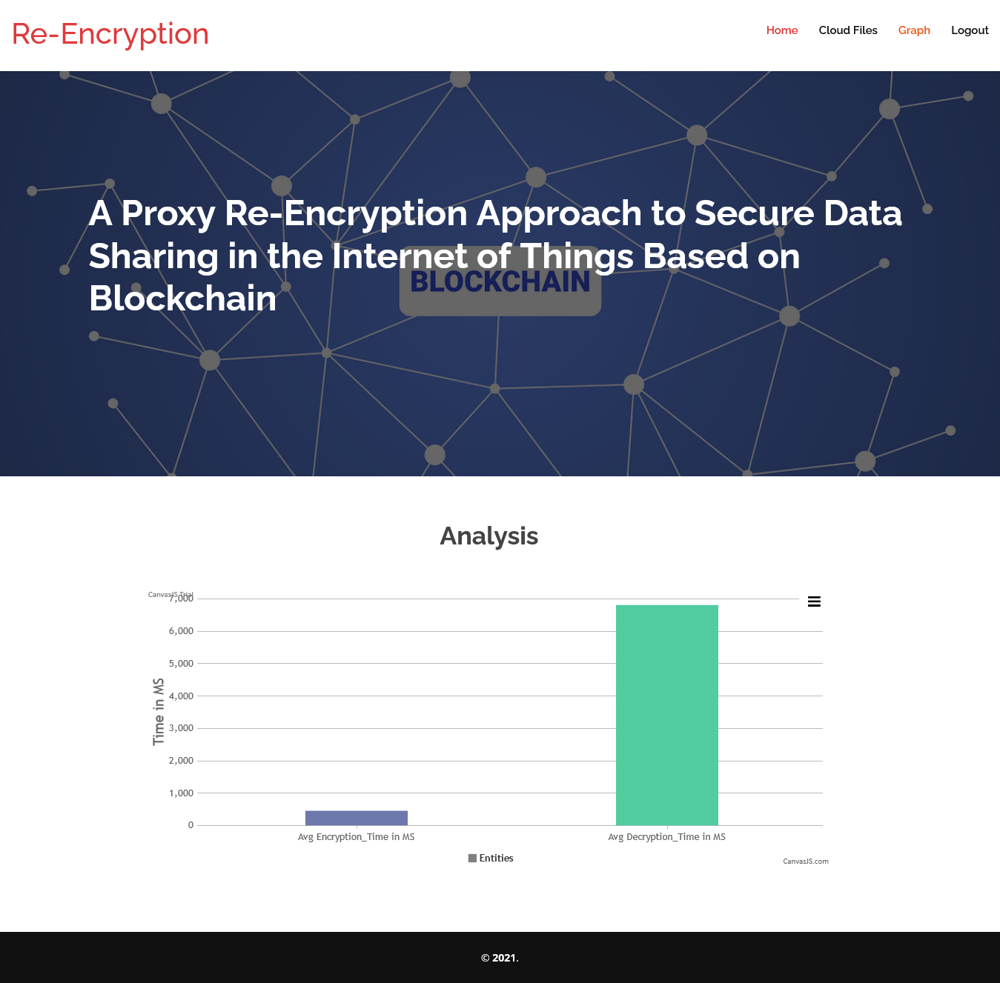 Re-Encryption
Home Cloud Files Graph Logout
A Proxy Re-Encryption Approach to Secure Data
Sharing in the Internet of Things Based on
Blockchain
BLOCKCHAIN
Analysis
CanvasJS Trial
7,000
6,000
5,000
4,000
3,000
2,000
1,000
0
Time in MS
Avg Encryption_Time in MS Avg Decryption_Time in MS
Entities
CanvasJS.com
© 2021.